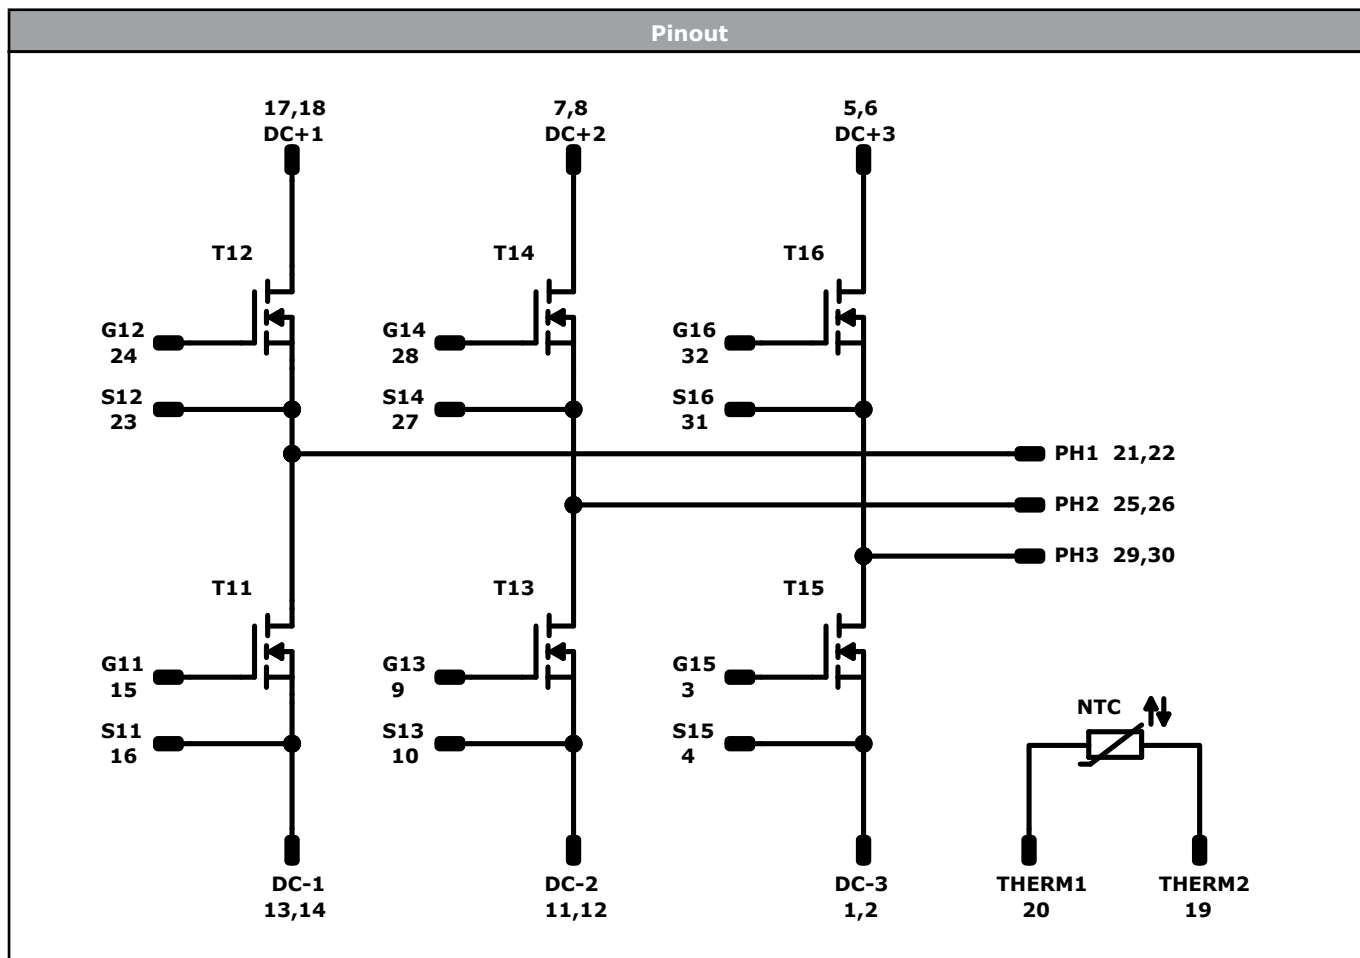 Pinout
17,18 7,8 5,6
DC+1 DC+2 DC+3
T12 T14 T16
G12 G14 G16
24 28 32
S12 S14 S16
23 27 31
PH1 21,22
PH2 25,26
PH3 29,30
T11 T13 T15
G11 G13 G15
15 9 3
NTC
S11 S13 S15
16 10 4
DC-1 DC-2 DC-3 THERM1 THERM2
13,14 11,12 1,2 20 19